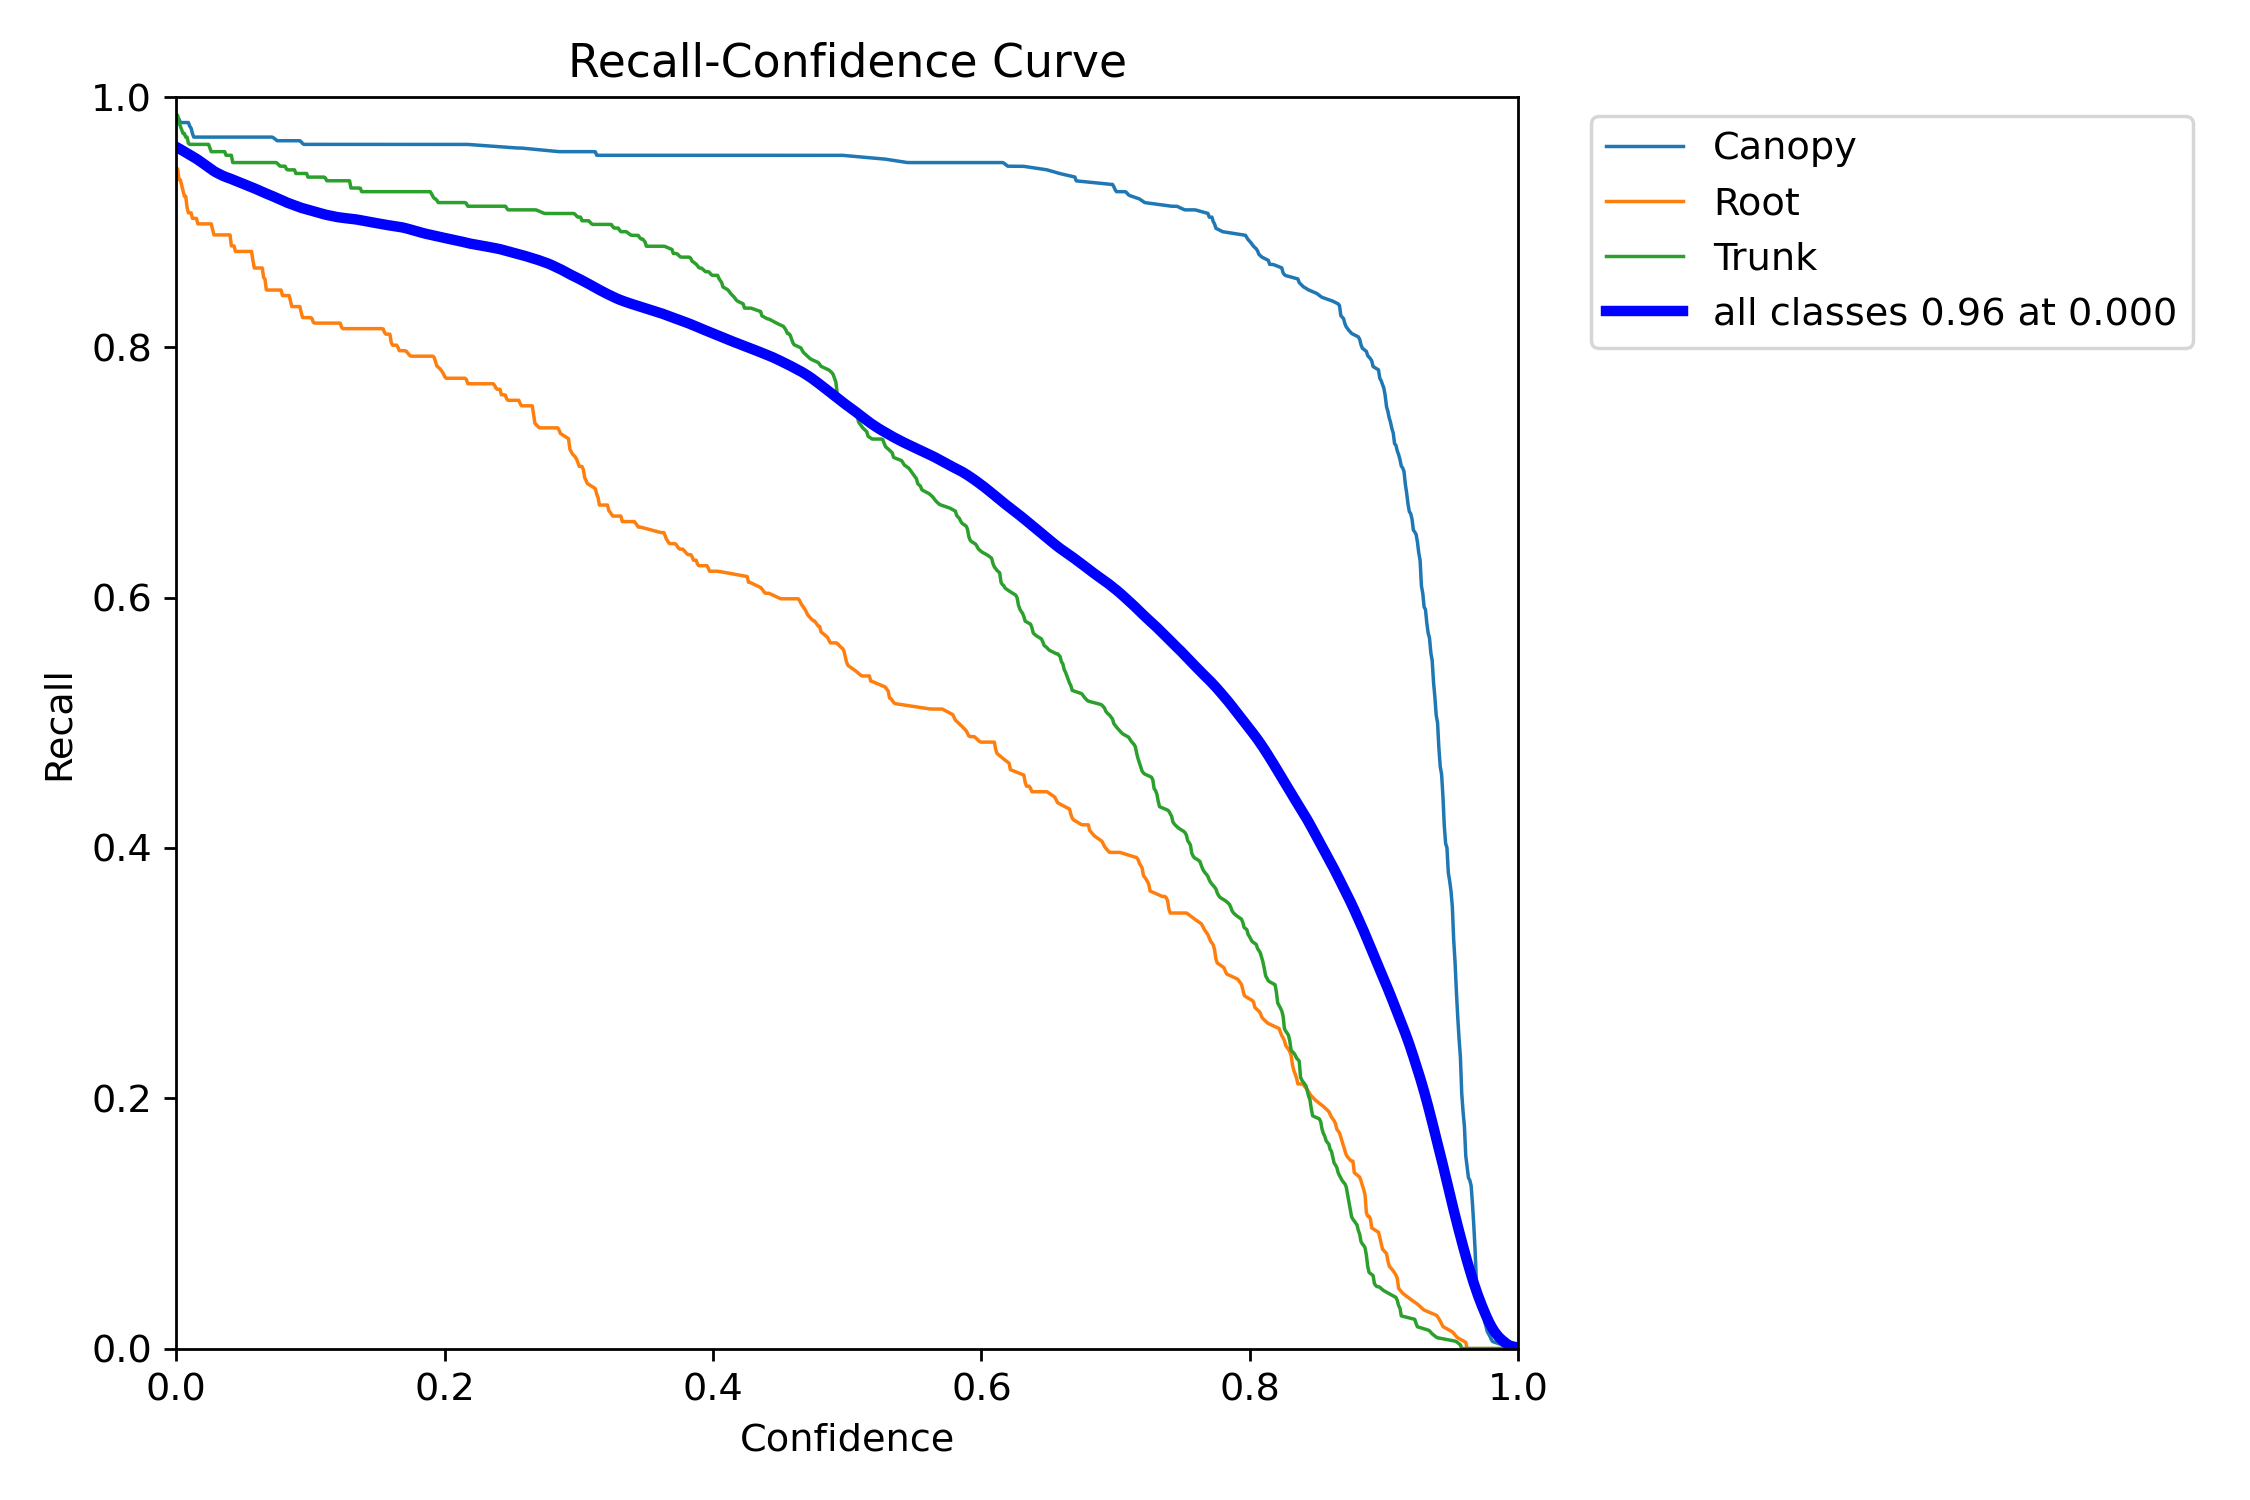 Recall-Confidence Curve
1.0
0.8
0.6
0.4
0.2
0.0
Recall
0.0 0.2 0.4 0.6 0.8 1.0
Confidence
Canopy
Root
Trunk
all classes 0.96 at 0.000